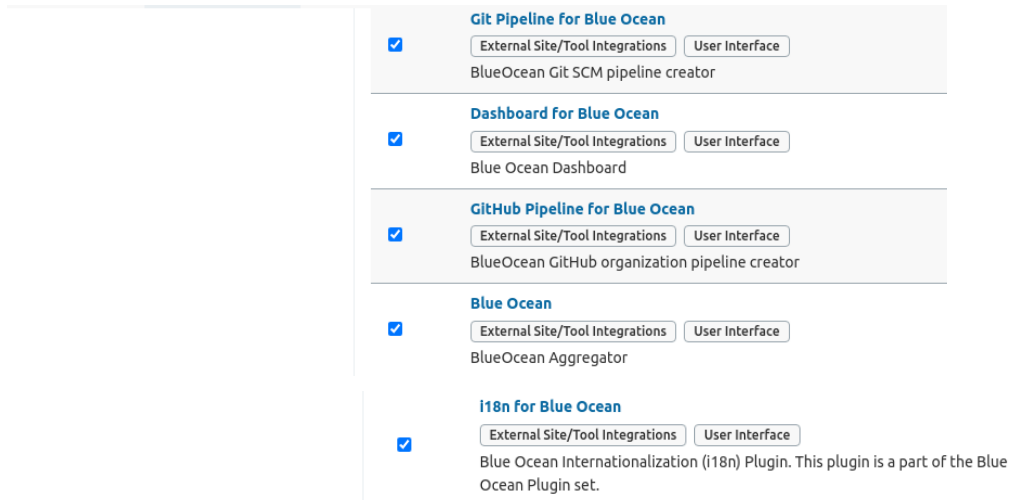 Git Pipeline for Blue Ocean
External Site/Tool Integrations User Interface
BlueOcean Git SCM pipeline creator
Dashboard for Blue Ocean
External Site/Tool Integrations User Interface
Blue Ocean Dashboard
GitHub Pipeline for Blue Ocean
External Site/Tool Integrations User Interface
BlueOcean GitHub organization pipeline creator
Blue Ocean
External Site/Tool Integrations User Interface
BlueOcean Aggregator
i18n for Blue Ocean
External Site/Tool Integrations User Interface
Blue Ocean Internationalization (i18n) Plugin. This plugin is a part of the Blue
Ocean Plugin set.